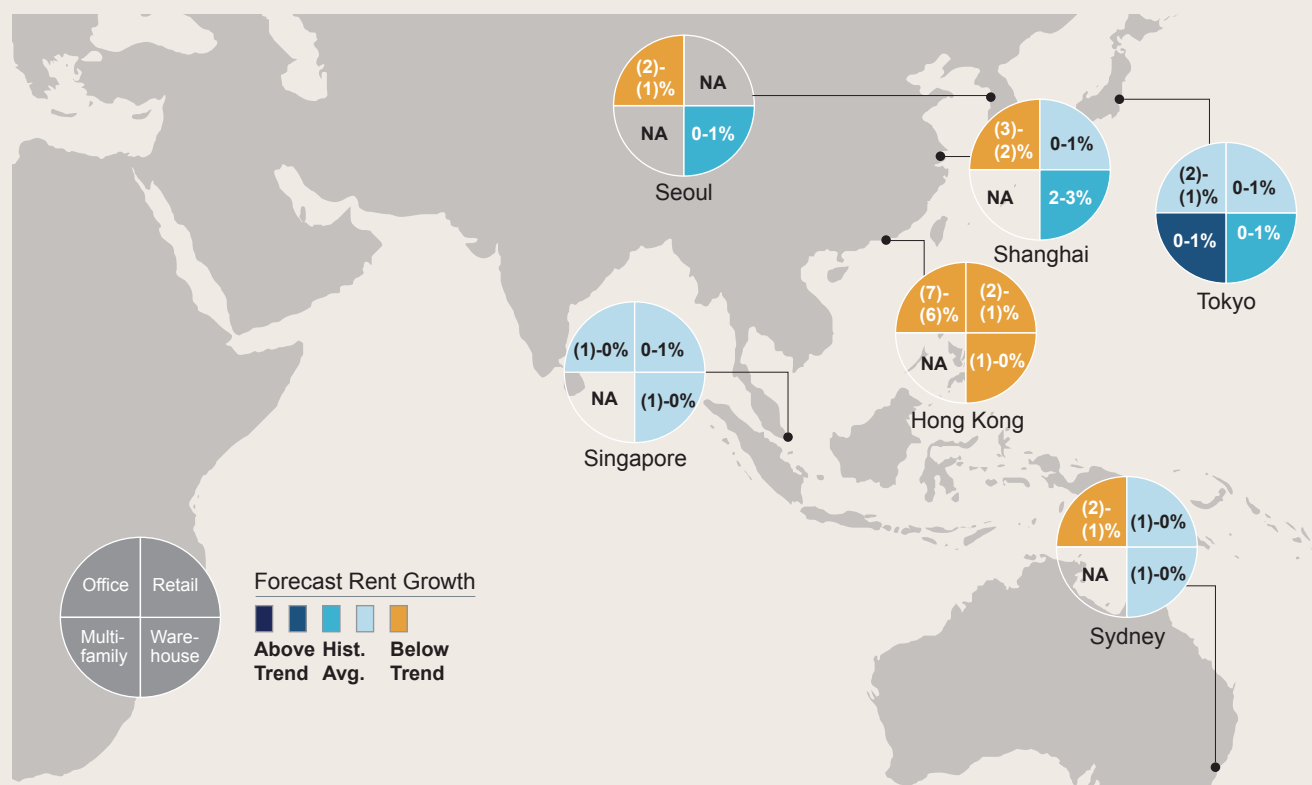 (2)-
(1)%
NA
NA
0-1%
Seoul
(3)-
(2)%
0-1%
NA
2-3%
Shanghai
(2)-
(1)%
0-1%
0-1%
0-1%
Tokyo
(7)-
(6)%
(2)-
(1)%
NA
(1)-0%
Hong Kong
(1)-0%
0-1%
NA
(1)-0%
Singapore
(2)-
(1)%
(1)-0%
NA
(1)-0%
Sydney
Office
Retail
Multi-
family
Ware-
house
Forecast Rent Growth
Above Hist. Below
Trend Avg. Trend